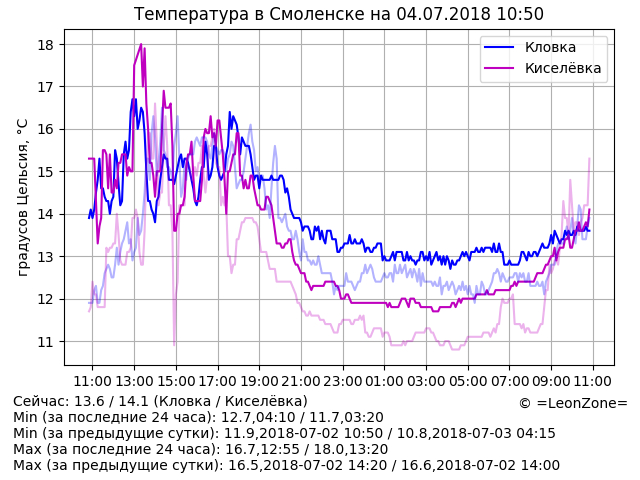 Температура в Смоленске на 04.07.2018 10:50
градусов Цельсия, °C
18
17
16
15
14
13
12
11
Кловка
Киселёвка
11:00 13:00 15:00 17:00 19:00 21:00 23:00 01:00 03:00 05:00 07:00 09:00 11:00
Сейчас: 13.6 / 14.1 (Кловка / Киселёвка)
© =LeonZone=
Min (за последние 24 часа): 12.7,04:10 / 11.7,03:20
Min (за предыдущие сутки): 11.9,2018-07-02 10:50 / 10.8,2018-07-03 04:15
Max (за последние 24 часа): 16.7,12:55 / 18.0,13:20
Max (за предыдущие сутки): 16.5,2018-07-02 14:20 / 16.6,2018-07-02 14:00